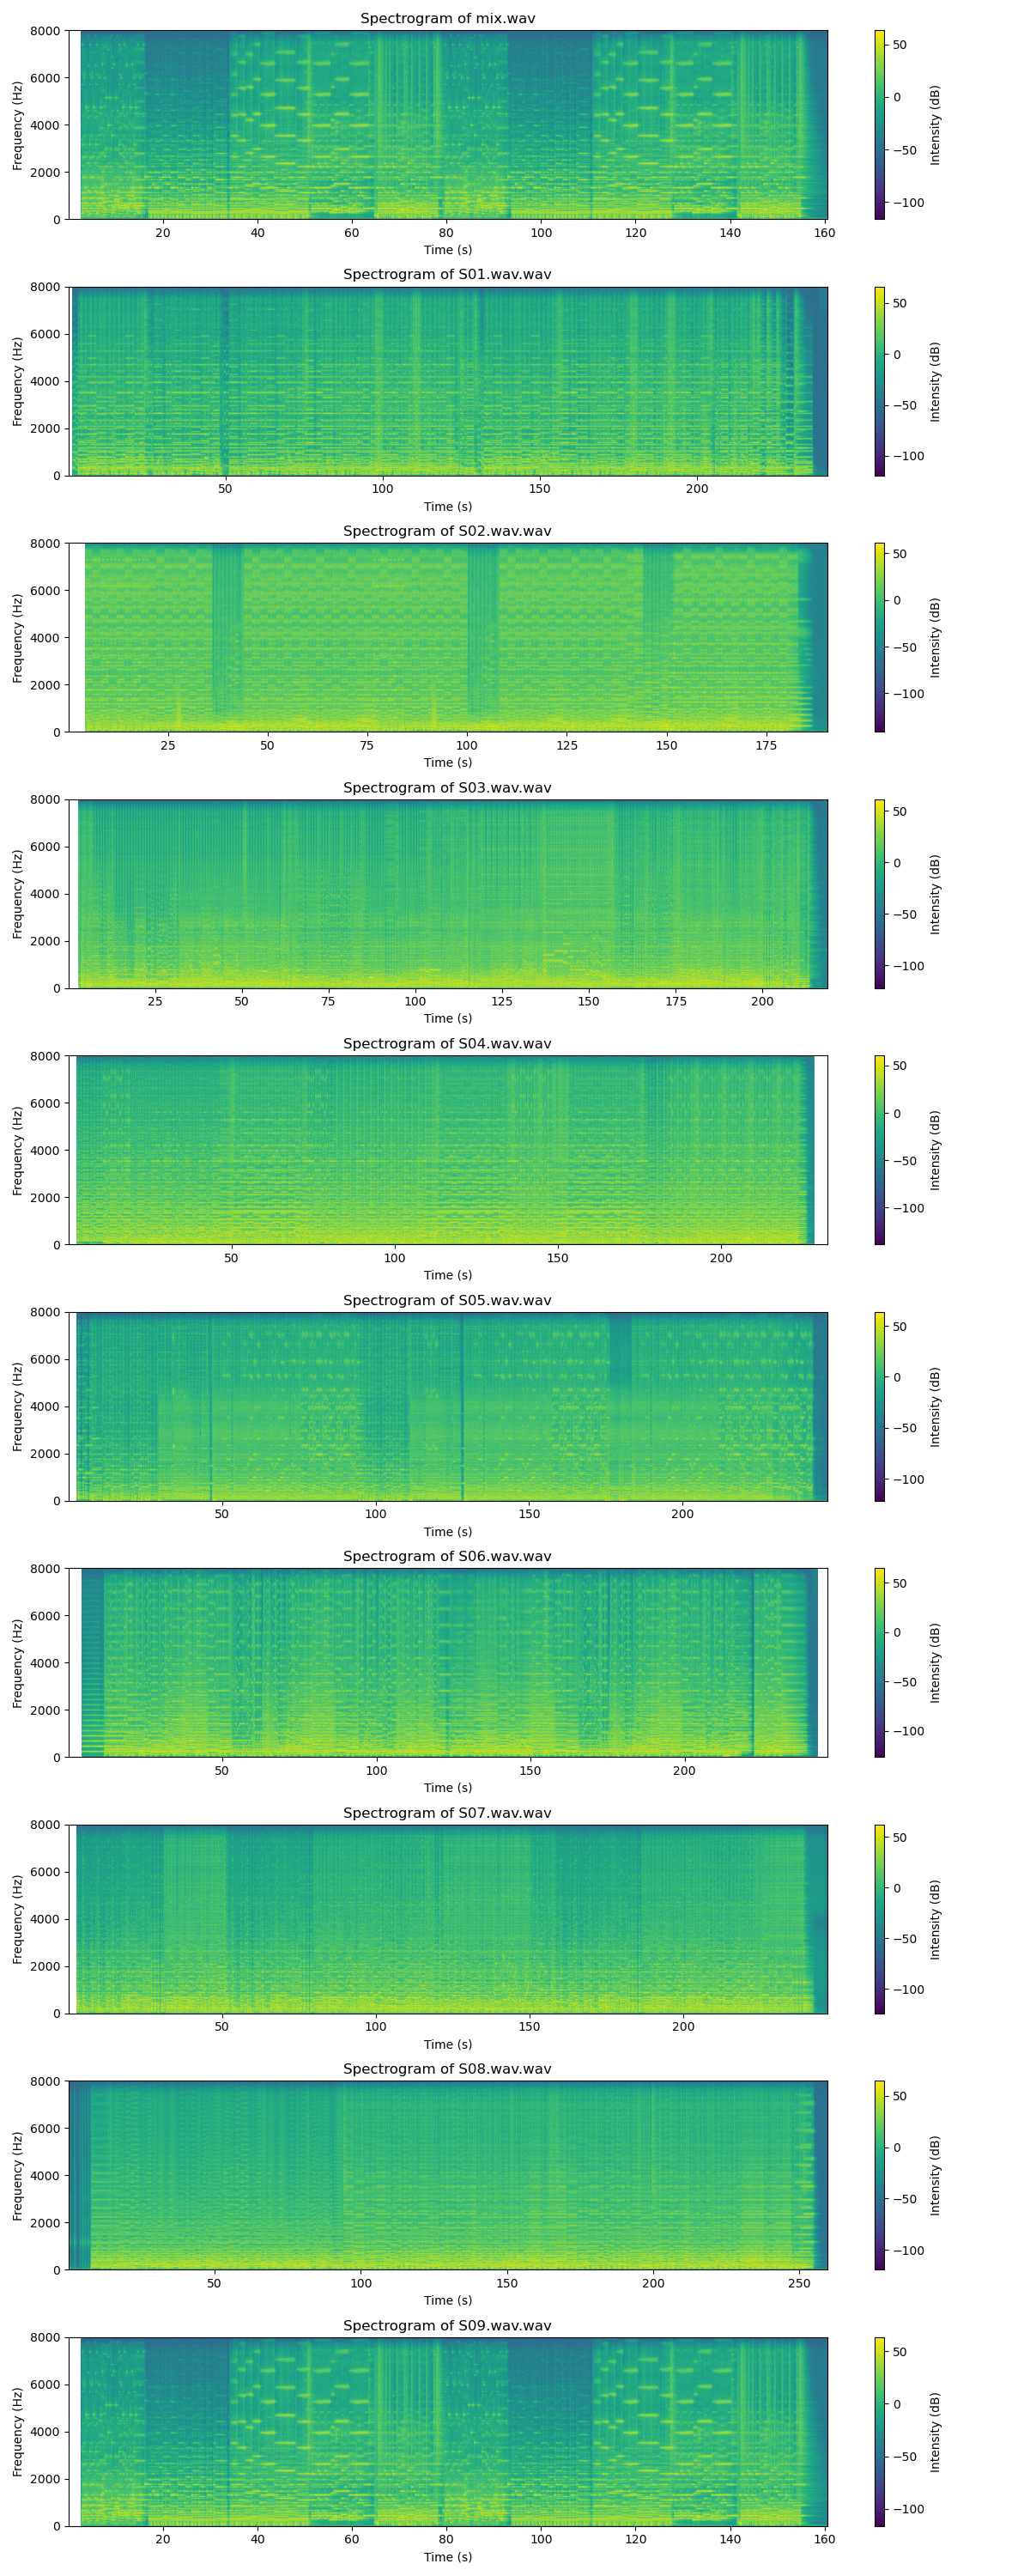 Spectrogram of mix.wav
8000
6000
4000
2000
0
Frequency (Hz)
20 40 60 80 100 120 140 160
Time (s)
50
0
−50
−100
Intensity (dB)
Spectrogram of S01.wav.wav
8000
6000
4000
2000
0
Frequency (Hz)
50 100 150 200
Time (s)
50
0
−50
−100
Intensity (dB)
Spectrogram of S02.wav.wav
8000
6000
4000
2000
0
Frequency (Hz)
25 50 75 100 125 150 175
Time (s)
50
0
−50
−100
Intensity (dB)
Spectrogram of S03.wav.wav
8000
6000
4000
2000
0
Frequency (Hz)
25 50 75 100 125 150 175 200
Time (s)
50
0
−50
−100
Intensity (dB)
Spectrogram of S04.wav.wav
8000
6000
4000
2000
0
Frequency (Hz)
50 100 150 200
Time (s)
50
0
−50
−100
Intensity (dB)
Spectrogram of S05.wav.wav
8000
6000
4000
2000
0
Frequency (Hz)
50 100 150 200
Time (s)
50
0
−50
−100
Intensity (dB)
Spectrogram of S06.wav.wav
8000
6000
4000
2000
0
Frequency (Hz)
50 100 150 200
Time (s)
50
0
−50
−100
Intensity (dB)
Spectrogram of S07.wav.wav
8000
6000
4000
2000
0
Frequency (Hz)
50 100 150 200
Time (s)
50
0
−50
−100
Intensity (dB)
Spectrogram of S08.wav.wav
8000
6000
4000
2000
0
Frequency (Hz)
50 100 150 200 250
Time (s)
50
0
−50
−100
Intensity (dB)
Spectrogram of S09.wav.wav
8000
6000
4000
2000
0
Frequency (Hz)
20 40 60 80 100 120 140 160
Time (s)
50
0
−50
−100
Intensity (dB)